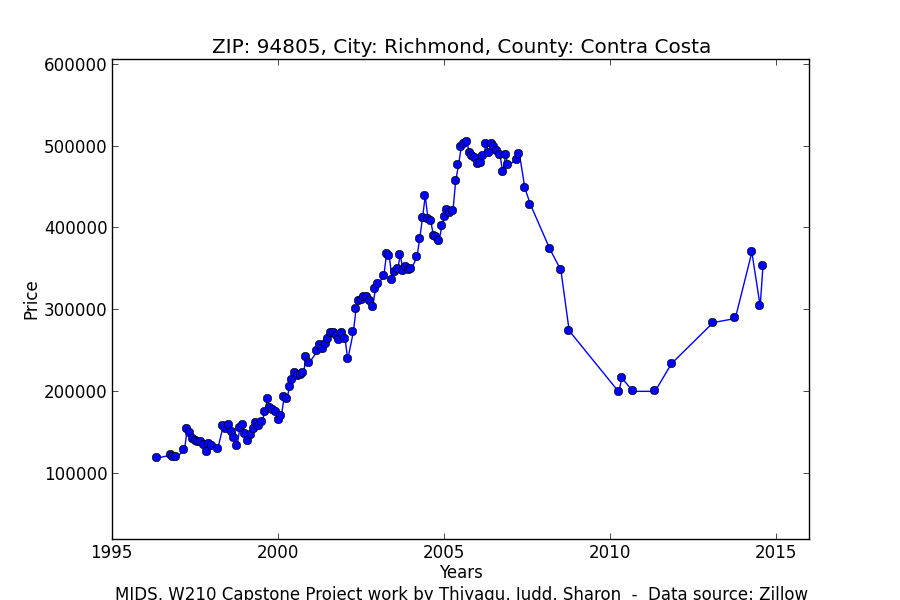 ZIP: 94805, City: Richmond, County: Contra Costa
600000
500000
400000
300000
200000
100000
Price
1995 2000 2005 2010 2015
Years
MIDS, W210 Capstone Project work by Thiyagu, Judd, Sharon - Data source: Zillow